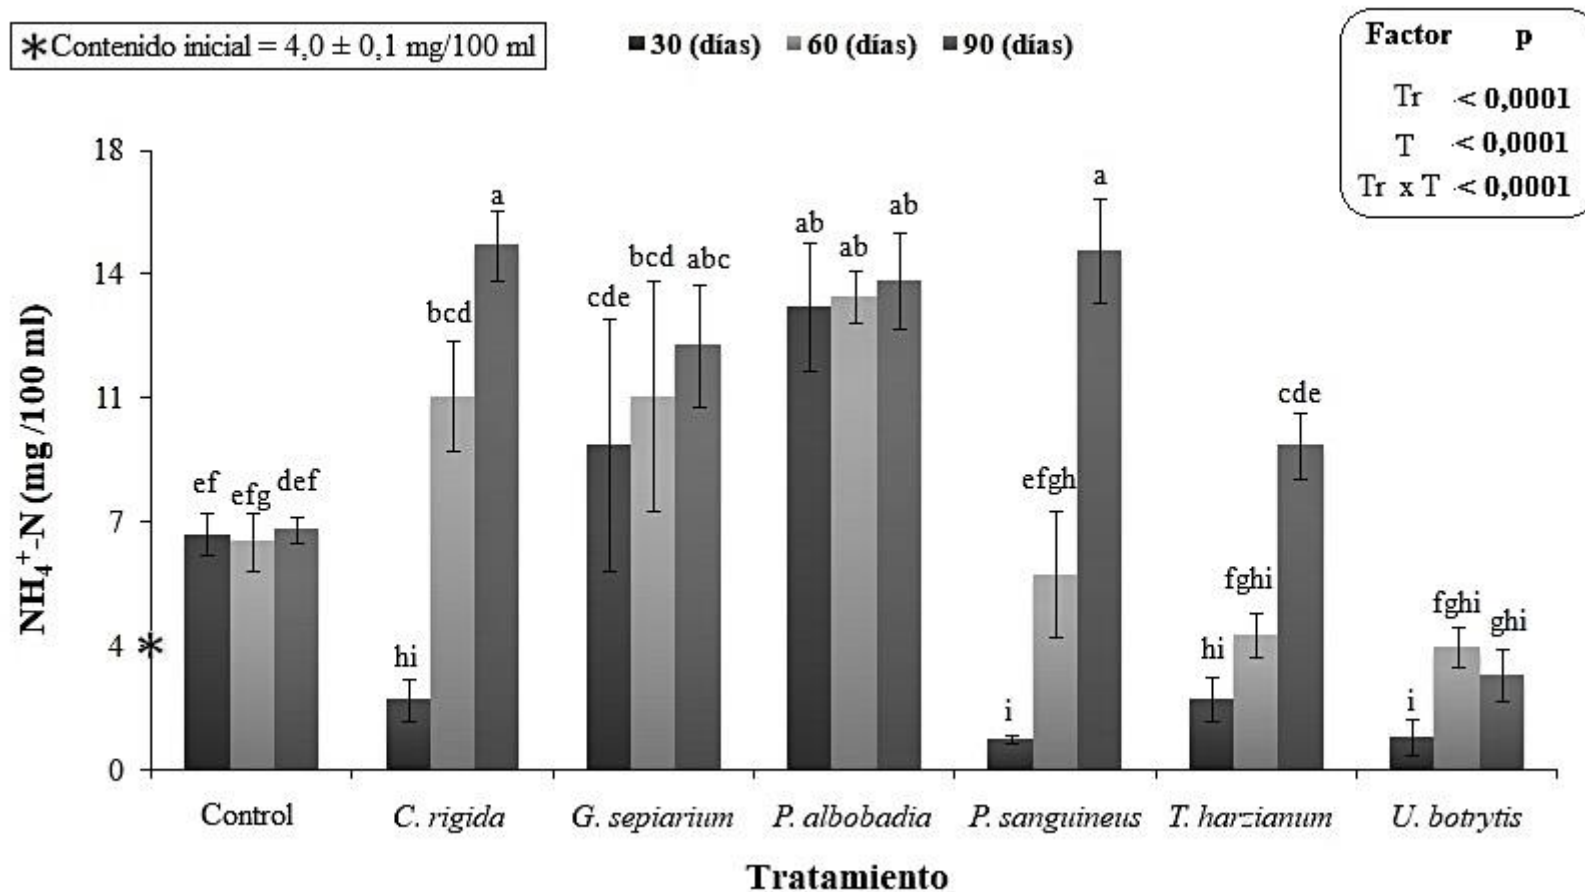 *Contenido inicial = 4,0 ± 0,1 mg/100 ml
30 (días) 60 (días) 90 (días)
Factor p
Tr < 0,0001
T < 0,0001
Tr x T < 0,0001
NH₄⁺-N (mg /100 ml)
18
14
11
7
4 *
0
ef efg def
hi bcd a
cde bcd abc
ab ab ab
i efgh a
hi fghi cde
i fghi ghi
Control C. rigida G. sepiarium P. albobadia P. sanguineus T. harzianum U. botrytis
Tratamiento